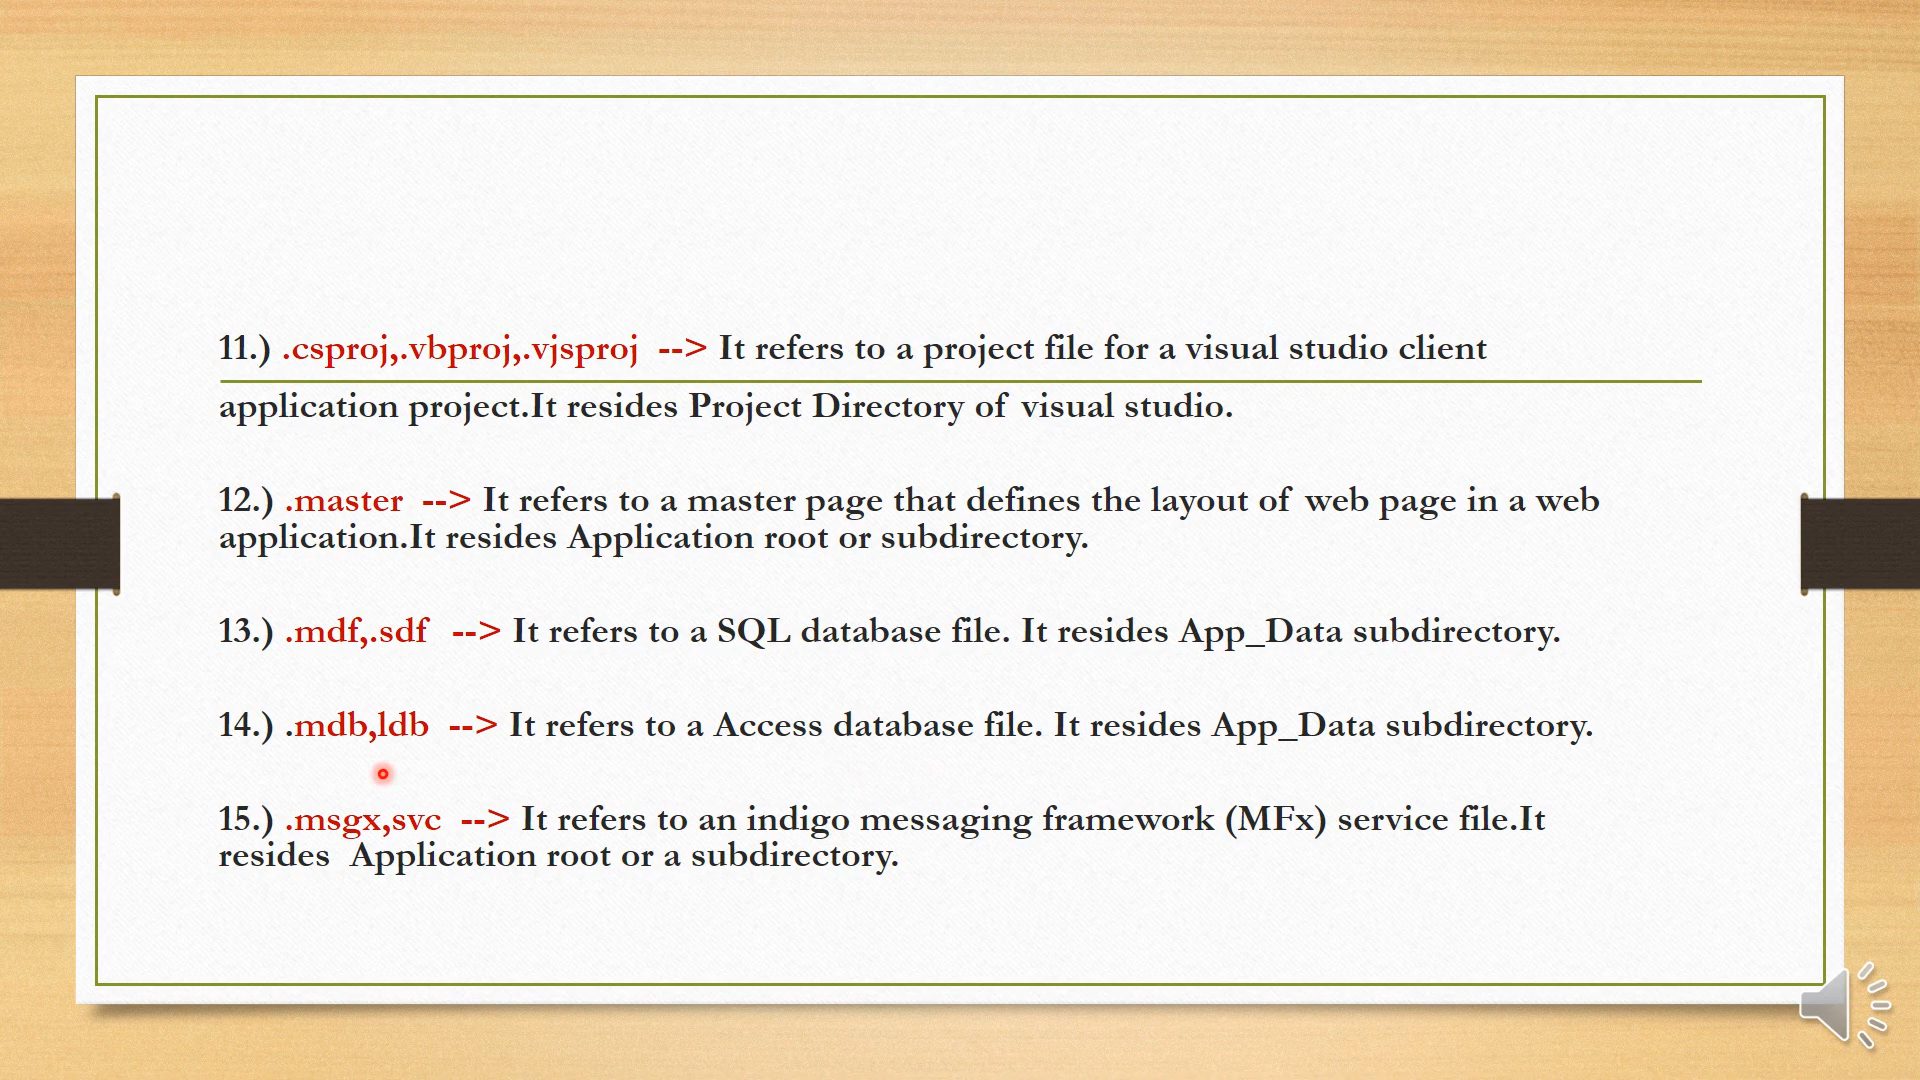 11.) .csproj,.vbproj,.vjsproj --> It refers to a project file for a visual studio client
application project.It resides Project Directory of visual studio.
12.) .master --> It refers to a master page that defines the layout of web page in a web
application.It resides Application root or subdirectory.
13.) .mdf,.sdf --> It refers to a SQL database file. It resides App_Data subdirectory.
14.) .mdb,ldb --> It refers to a Access database file. It resides App_Data subdirectory.
15.) .msgx,svc --> It refers to an indigo messaging framework (MFx) service file.It
resides Application root or a subdirectory.